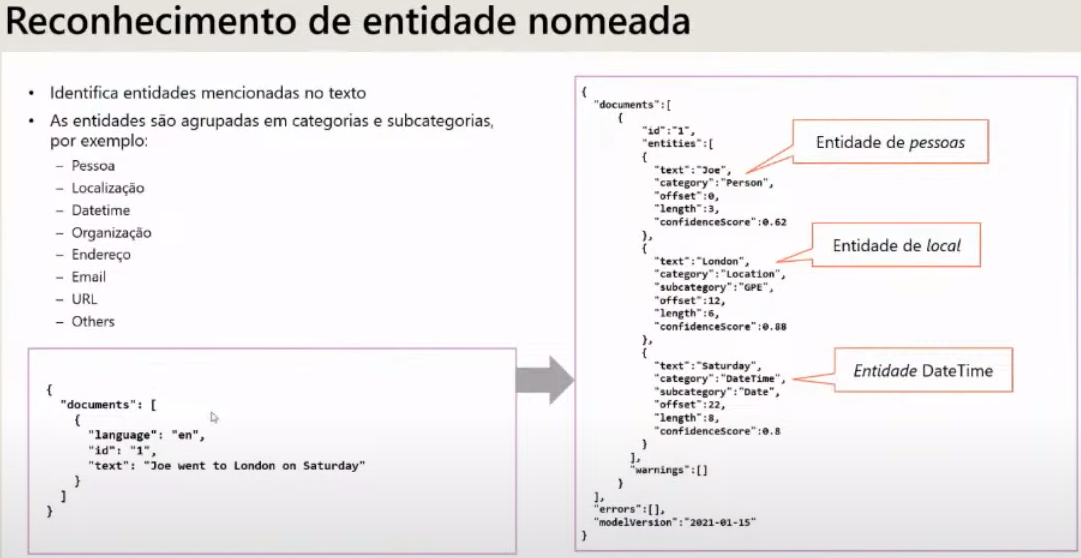 Reconhecimento de entidade nomeada
• Identifica entidades mencionadas no texto
• As entidades são agrupadas em categorias e subcategorias,
por exemplo:
– Pessoa
– Localização
– Datetime
– Organização
– Endereço
– Email
– URL
– Others
{
"documents": [
{
"language": "en",
"id": "1",
"text": "Joe went to London on Saturday"
}
]
}
{
"documents":[
{
"id":"1",
"entities":[
{
"text":"Joe",
"category":"Person",
"offset":0,
"length":3,
"confidenceScore":0.62
},
{
"text":"London",
"category":"Location",
"subcategory":"GPE",
"offset":12,
"length":6,
"confidenceScore":0.88
},
{
"text":"Saturday",
"category":"DateTime",
"subcategory":"Date",
"offset":22,
"length":8,
"confidenceScore":0.8
}
],
"warnings":[]
}
],
"errors":[],
"modelVersion":"2021-01-15"
}
Entidade de pessoas
Entidade de local
Entidade DateTime